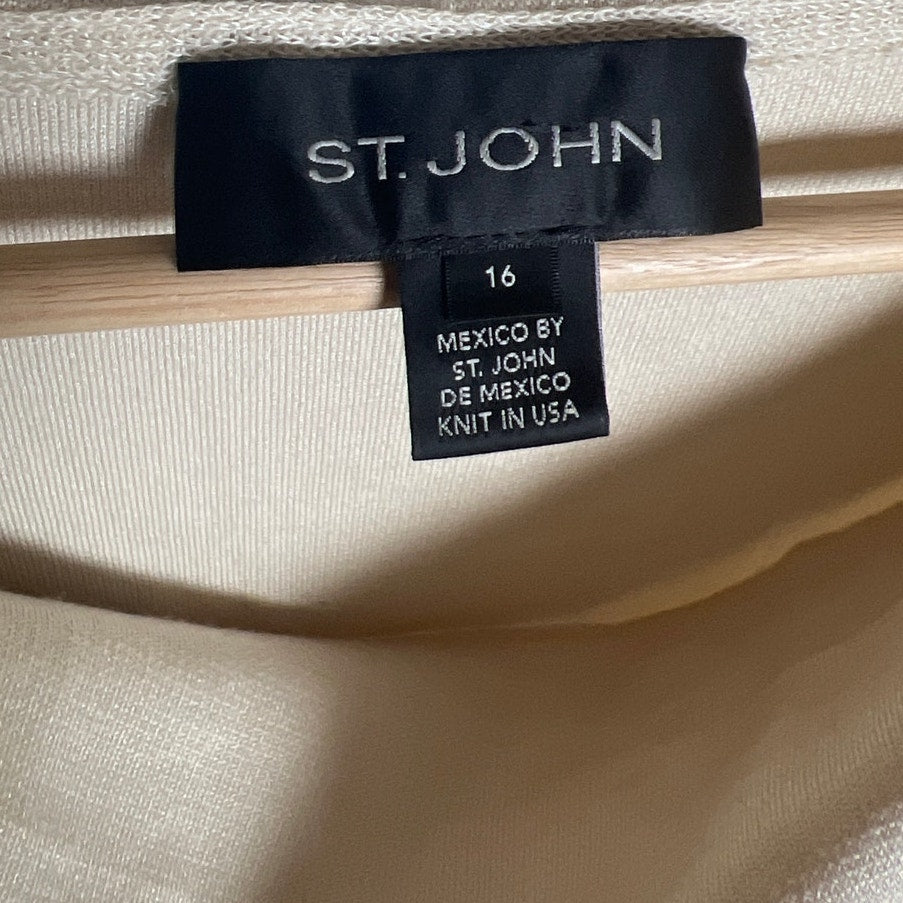 ST. JOHN
16
MEXICO BY
ST. JOHN
DE MEXICO
KNIT IN USA